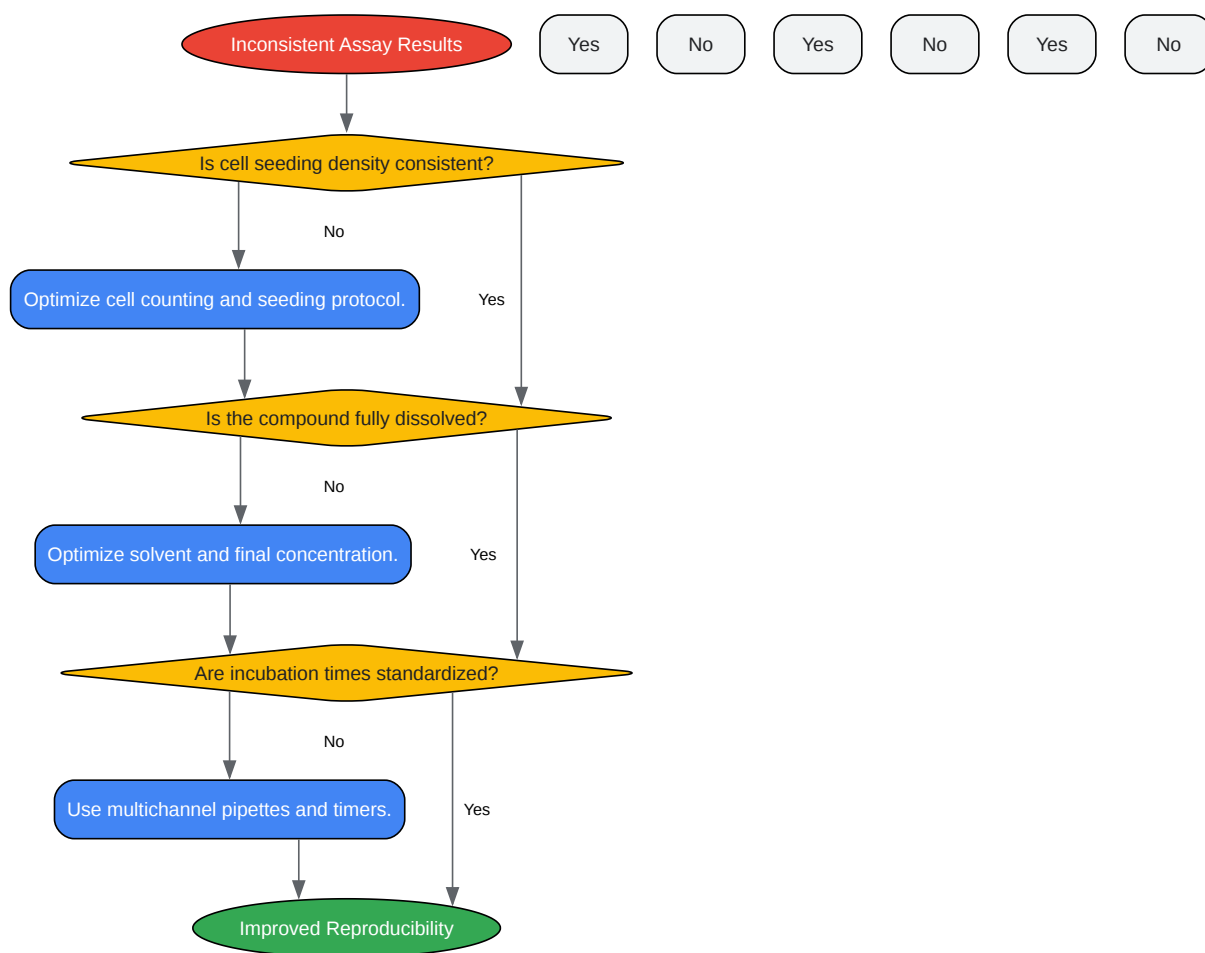 Inconsistent Assay Results
Yes
No
Yes
No
Yes
No
Is cell seeding density consistent?
No
Optimize cell counting and seeding protocol.
Yes
Is the compound fully dissolved?
No
Optimize solvent and final concentration.
Yes
Are incubation times standardized?
No
Use multichannel pipettes and timers.
Yes
Improved Reproducibility